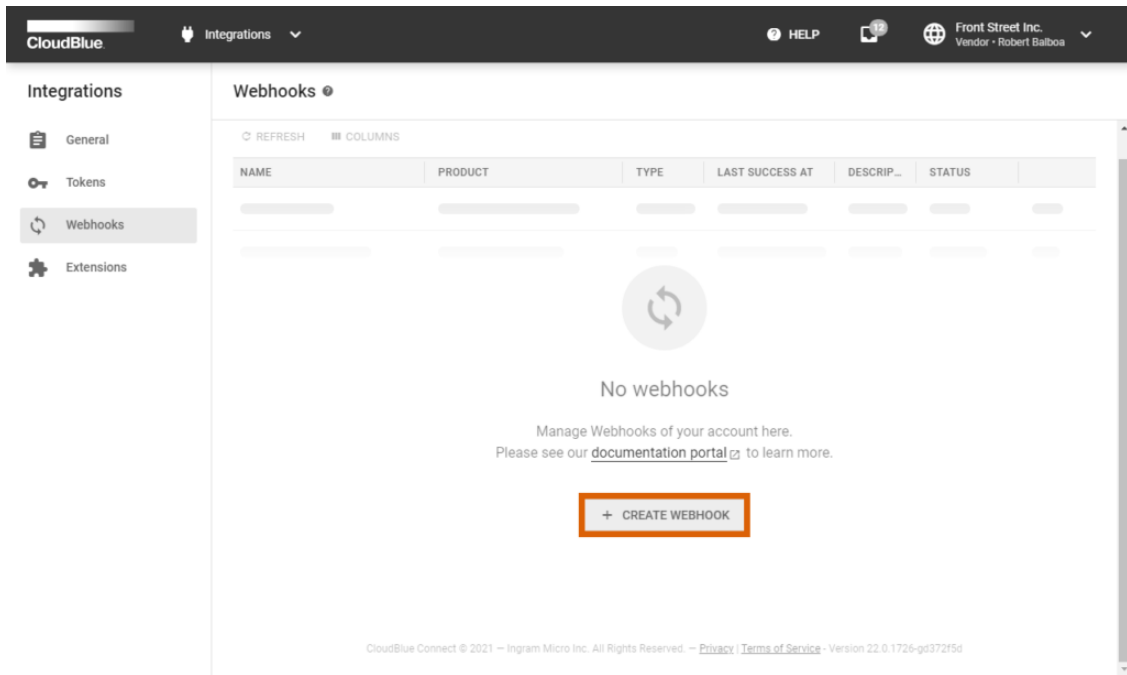 CloudBlue.
Integrations
HELP
12
Front Street Inc.
Vendor • Robert Balboa
Integrations
General
Tokens
Webhooks
Extensions
Webhooks
REFRESH COLUMNS
NAME PRODUCT TYPE LAST SUCCESS AT DESCRIP... STATUS
No webhooks
Manage Webhooks of your account here.
Please see our documentation portal to learn more.
+ CREATE WEBHOOK
CloudBlue Connect © 2021 — Ingram Micro Inc. All Rights Reserved. — Privacy | Terms of Service - Version 22.0.1726-gd372f5d